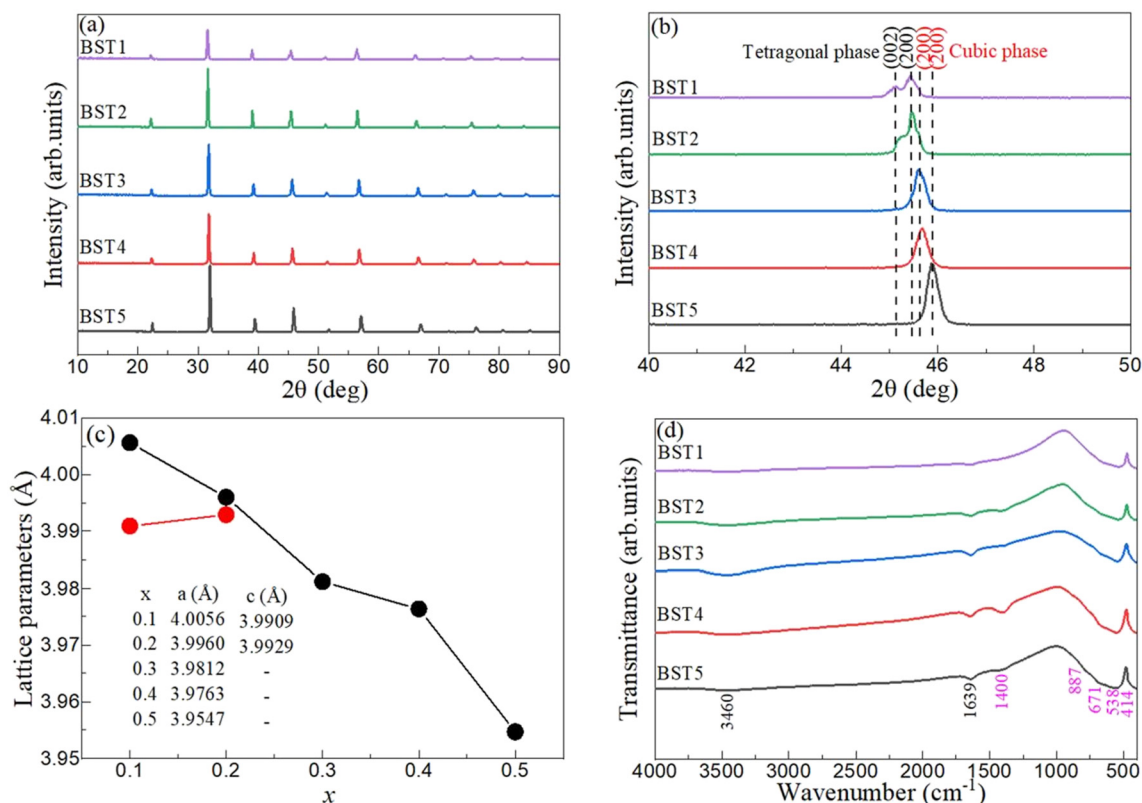 (a)
BST1
BST2
BST3
BST4
BST5
Intensity (arb.units)
10 20 30 40 50 60 70 80 90
2θ (deg)
(b)
Tetragonal phase
(002)
(200)
(200)
(200)
Cubic phase
BST1
BST2
BST3
BST4
BST5
Intensity (arb.units)
40 42 44 46 48 50
2θ (deg)
(c)
4.01
4.00
3.99
3.98
3.97
3.96
3.95
Lattice parameters (Å)
x a (Å) c (Å)
0.1 4.0056 3.9909
0.2 3.9960 3.9929
0.3 3.9812 -
0.4 3.9763 -
0.5 3.9547 -
0.1 0.2 0.3 0.4 0.5
x
(d)
BST1
BST2
BST3
BST4
BST5
Transmittance (arb.units)
3460
1639
1400
887
671
538
414
4000 3500 3000 2500 2000 1500 1000 500
Wavenumber (cm⁻¹)